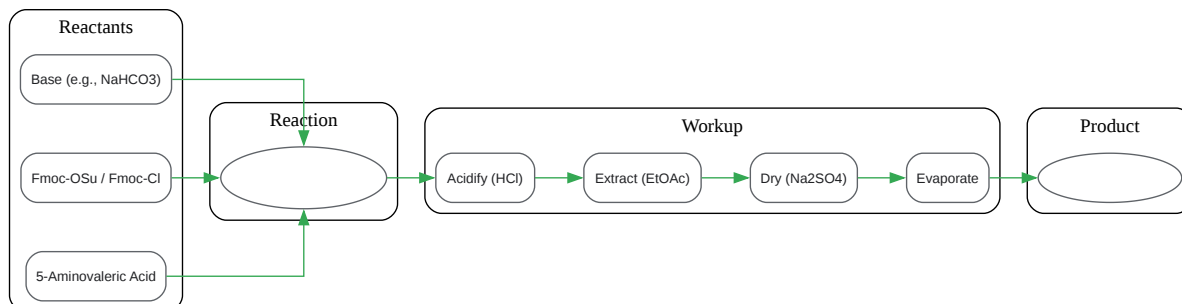 Reactants
Base (e.g., NaHCO3)
Fmoc-OSu / Fmoc-Cl
5-Aminovaleric Acid
Reaction
Workup
Acidify (HCl)
Extract (EtOAc)
Dry (Na2SO4)
Evaporate
Product